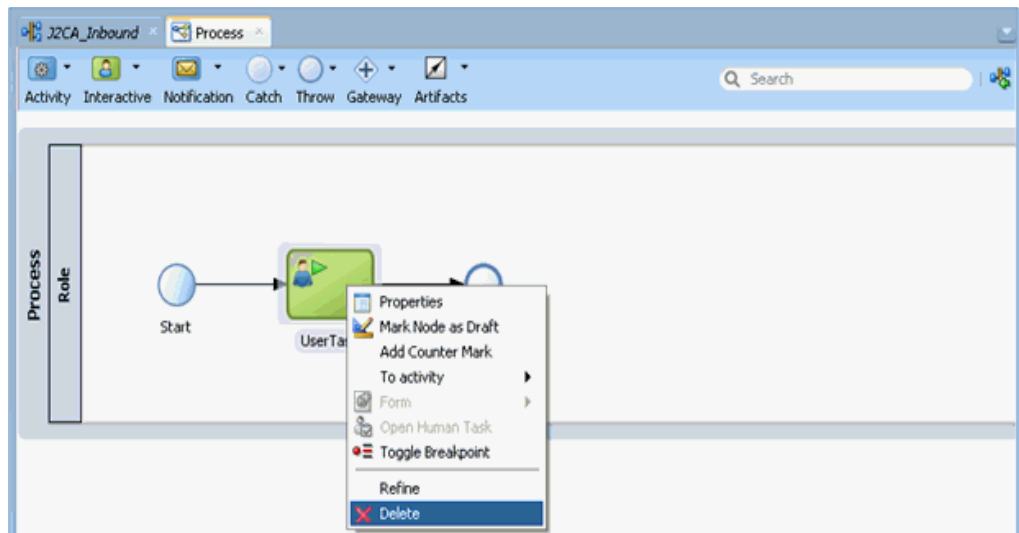 J2CA_Inbound
Process
Activity Interactive Notification Catch Throw Gateway Artifacts
Search
Process
Role
Start
UserTas
Properties
Mark Node as Draft
Add Counter Mark
To activity
Form
Open Human Task
Toggle Breakpoint
Refine
Delete